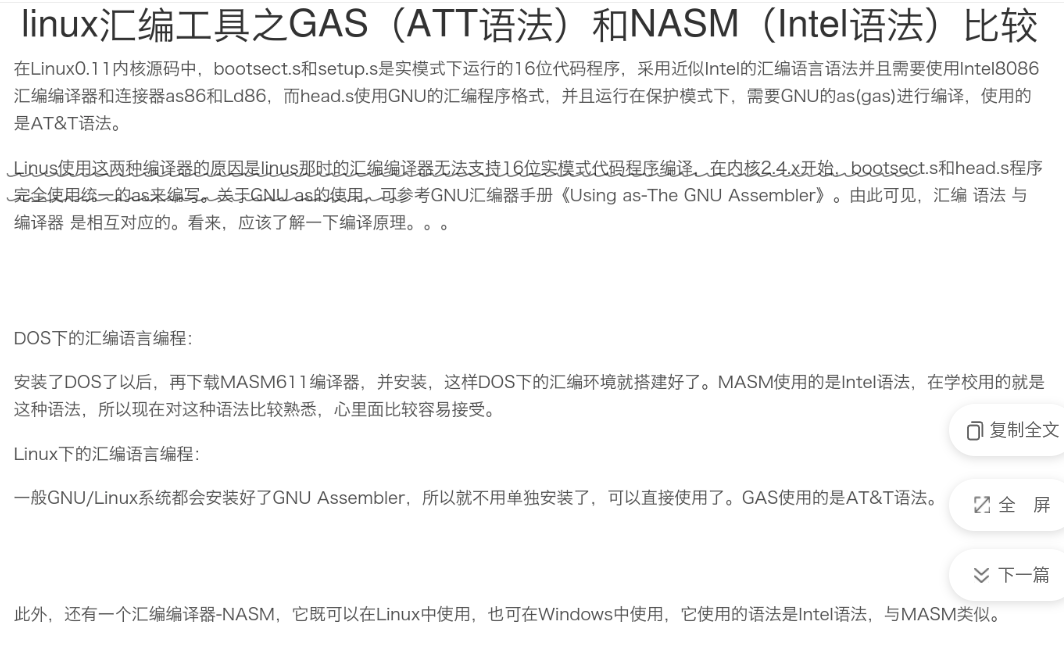 linux汇编工具之GAS（ATT语法）和NASM（Intel语法）比较
在Linux0.11内核源码中，bootsect.s和setup.s是实模式下运行的16位代码程序，采用近似Intel的汇编语言语法并且需要使用Intel8086
汇编编译器和连接器as86和Ld86，而head.s使用GNU的汇编程序格式，并且运行在保护模式下，需要GNU的as(gas)进行编译，使用的
是AT&T语法。
Linus使用这两种编译器的原因是linus那时的汇编编译器无法支持16位实模式代码程序编译，在内核2.4.x开始，bootsect.s和head.s程序
完全使用统一的as来编写。关于GNU as的使用，可参考GNU汇编器手册《Using as-The GNU Assembler》。由此可见，汇编 语法 与
编译器 是相互对应的。看来，应该了解一下编译原理。。。
DOS下的汇编语言编程：
安装了DOS了以后，再下载MASM611编译器，并安装，这样DOS下的汇编环境就搭建好了。MASM使用的是Intel语法，在学校用的就是
这种语法，所以现在对这种语法比较熟悉，心里面比较容易接受。
复制全文
Linux下的汇编语言编程：
一般GNU/Linux系统都会安装好了GNU Assembler，所以就不用单独安装了，可以直接使用了。GAS使用的是AT&T语法。
全 屏
下一篇
此外，还有一个汇编编译器-NASM，它既可以在Linux中使用，也可在Windows中使用，它使用的语法是Intel语法，与MASM类似。